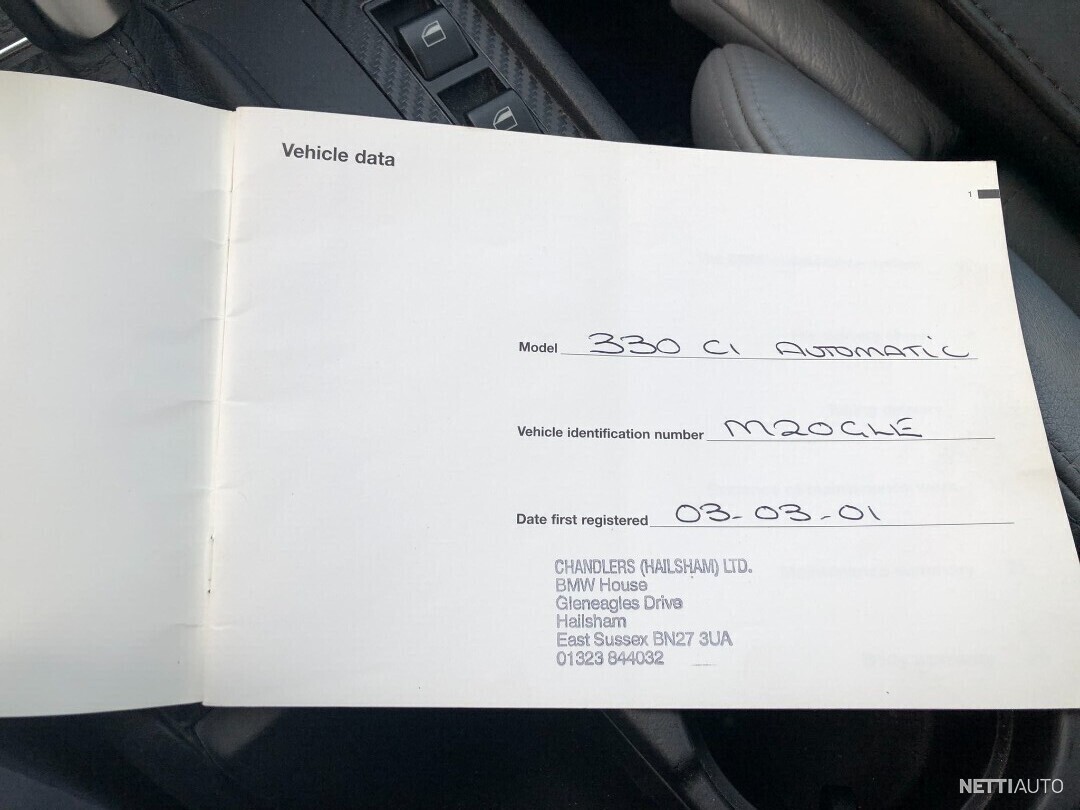 Vehicle data
1
Model 330 Ci AUTOMATIC
Vehicle identification number M20GLE
Date first registered 03-03-01
CHANDLERS (HAILSHAM) LTD.
BMW House
Gleneagles Drive
Hailsham
East Sussex BN27 3UA
01323 844032
NETTIAUTO